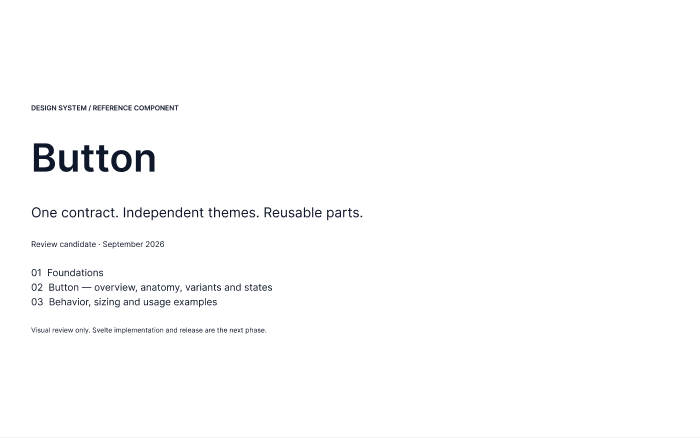 DESIGN SYSTEM / REFERENCE COMPONENT
Button
One contract. Independent themes. Reusable parts.
Review candidate · September 2026
01 Foundations
02 Button — overview, anatomy, variants and states
03 Behavior, sizing and usage examples
Visual review only. Svelte implementation and release are the next phase.